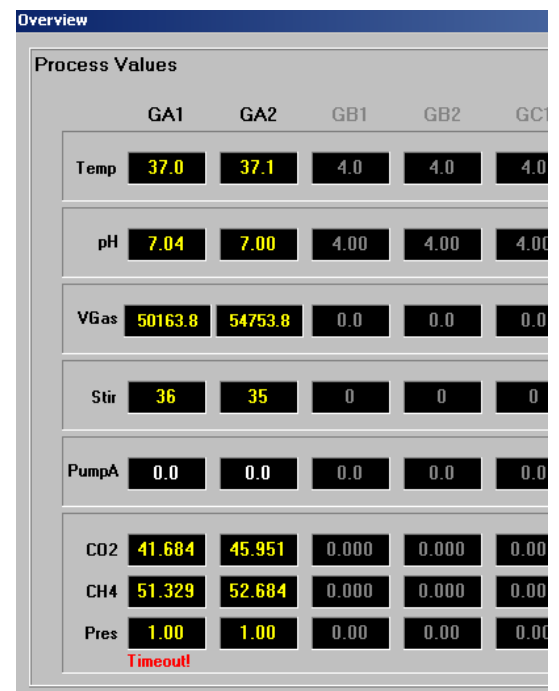 Overview
Process Values
GA1 GA2 GB1 GB2 GC1
Temp 37.0 37.1 4.0 4.0 4.0
pH 7.04 7.00 4.00 4.00 4.00
VGas 50163.8 54753.8 0.0 0.0 0.0
Stir 36 35 0 0 0
PumpA 0.0 0.0 0.0 0.0 0.0
CO2 41.684 45.951 0.000 0.000 0.00
CH4 51.329 52.684 0.000 0.000 0.00
Pres 1.00 1.00 0.00 0.00 0.00
Timeout!